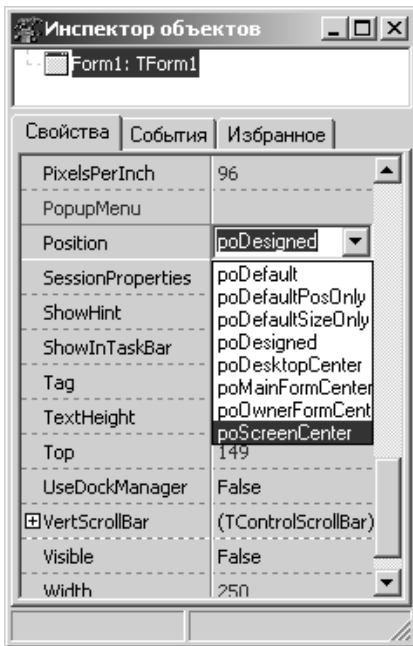 Инспектор объектов
Form1: TForm1
Свойства События Избранное
PixelsPerInch 96
PopupMenu
Position poDesigned
SessionProperties poDefault
poDefaultPosOnly
ShowHint poDefaultSizeOnly
ShowInTaskBar poDesigned
poDesktopCenter
Tag poMainFormCenter
TextHeight poOwnerFormCent
poScreenCenter
Top 149
UseDockManager False
VertScrollBar (TControlScrollBar)
Visible False
Width 250